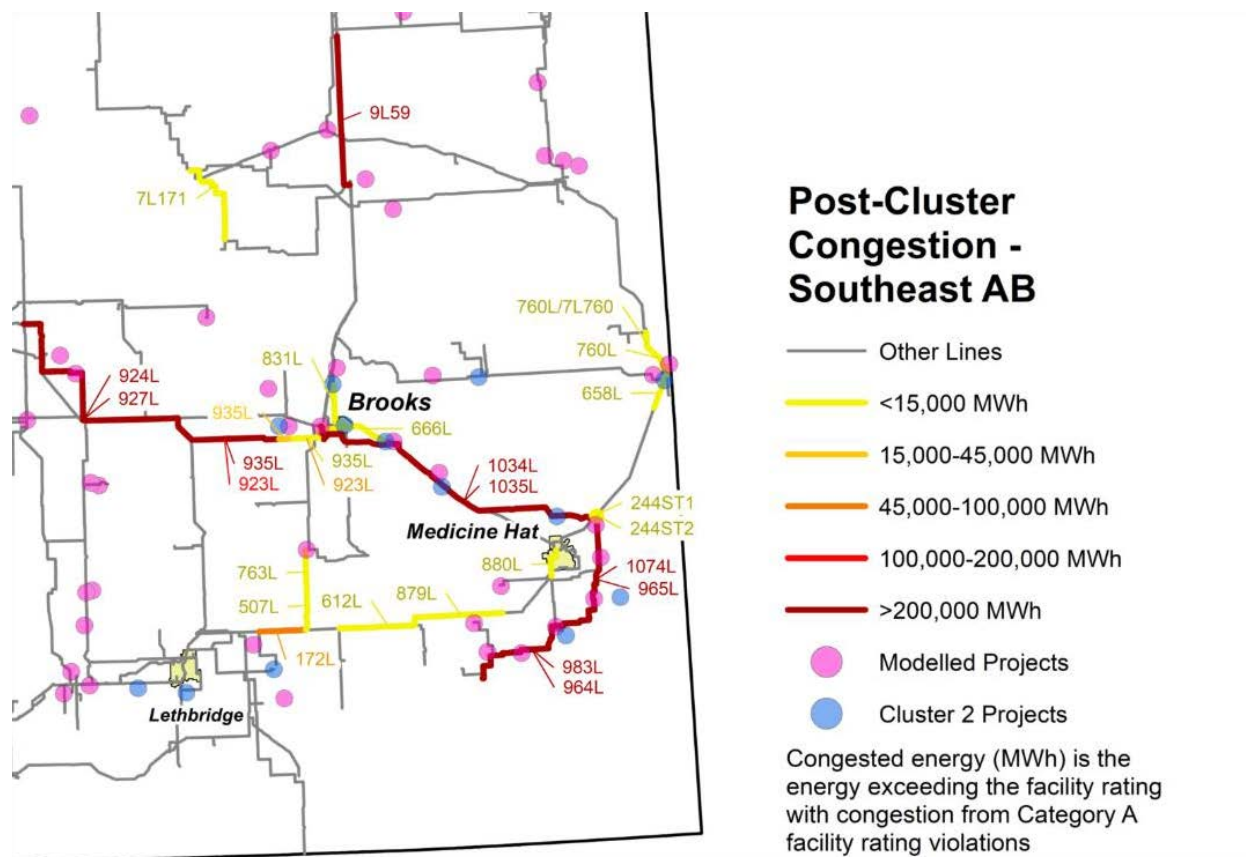 9L59
7L171
760L/7L760
760L
658L
831L
924L
927L
Brooks
935L
666L
935L
923L
935L
923L
1034L
1035L
244ST1
244ST2
Medicine Hat
880L
1074L
965L
763L
507L
612L
879L
172L
983L
964L
Lethbridge
Post-Cluster
Congestion -
Southeast AB
Other Lines
<15,000 MWh
15,000-45,000 MWh
45,000-100,000 MWh
100,000-200,000 MWh
>200,000 MWh
Modelled Projects
Cluster 2 Projects
Congested energy (MWh) is the
energy exceeding the facility rating
with congestion from Category A
facility rating violations